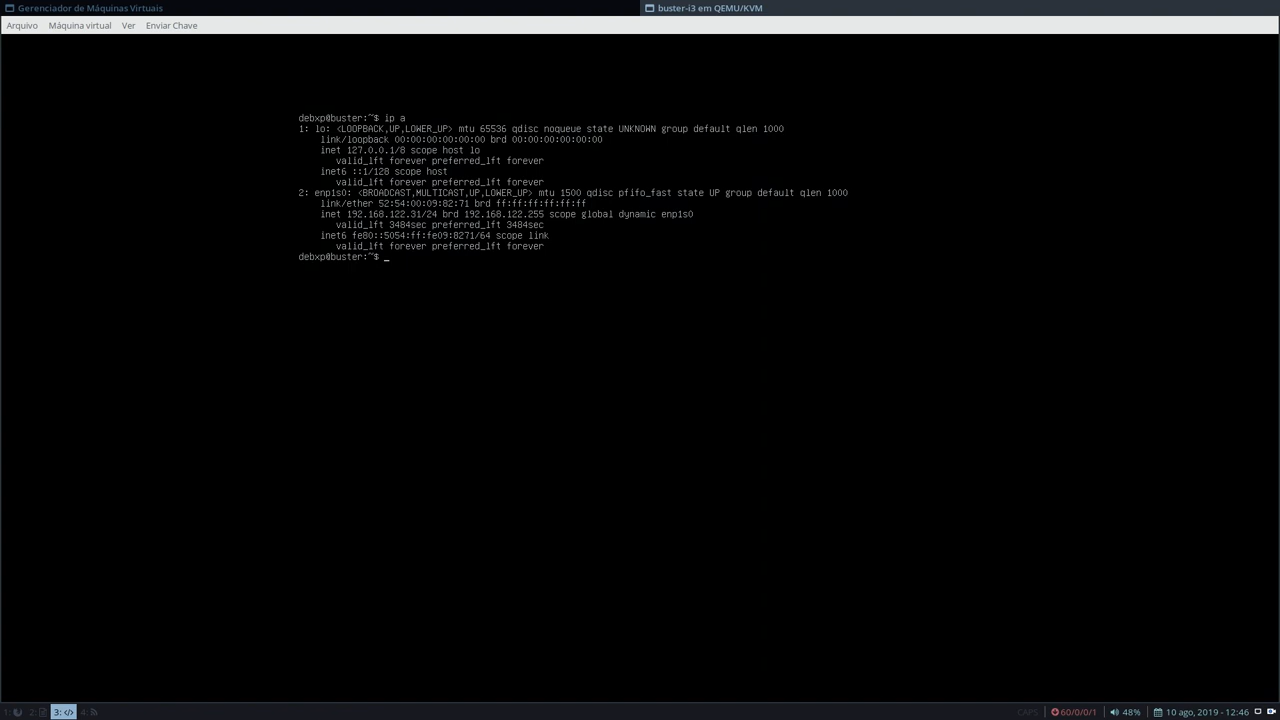 Gerenciador de Máquinas Virtuais
buster-i3 em QEMU/KVM
Arquivo Máquina virtual Ver Enviar Chave
debxp@buster:~$ ip a
1: lo: <LOOPBACK,UP,LOWER_UP> mtu 65536 qdisc noqueue state UNKNOWN group default qlen 1000
link/loopback 00:00:00:00:00:00 brd 00:00:00:00:00:00
inet 127.0.0.1/8 scope host lo
valid_lft forever preferred_lft forever
inet6 ::1/128 scope host
valid_lft forever preferred_lft forever
2: enp1s0: <BROADCAST,MULTICAST,UP,LOWER_UP> mtu 1500 qdisc pfifo_fast state UP group default qlen 1000
link/ether 52:54:00:09:82:71 brd ff:ff:ff:ff:ff:ff
inet 192.168.122.31/24 brd 192.168.122.255 scope global dynamic enp1s0
valid_lft 3484sec preferred_lft 3484sec
inet6 fe80::5054:ff:fe09:8271/64 scope link
valid_lft forever preferred_lft forever
debxp@buster:~$ _
1: 2: 3: </> 4: CAPS 60/0/0/1 48% 10 ago, 2019 - 12:46